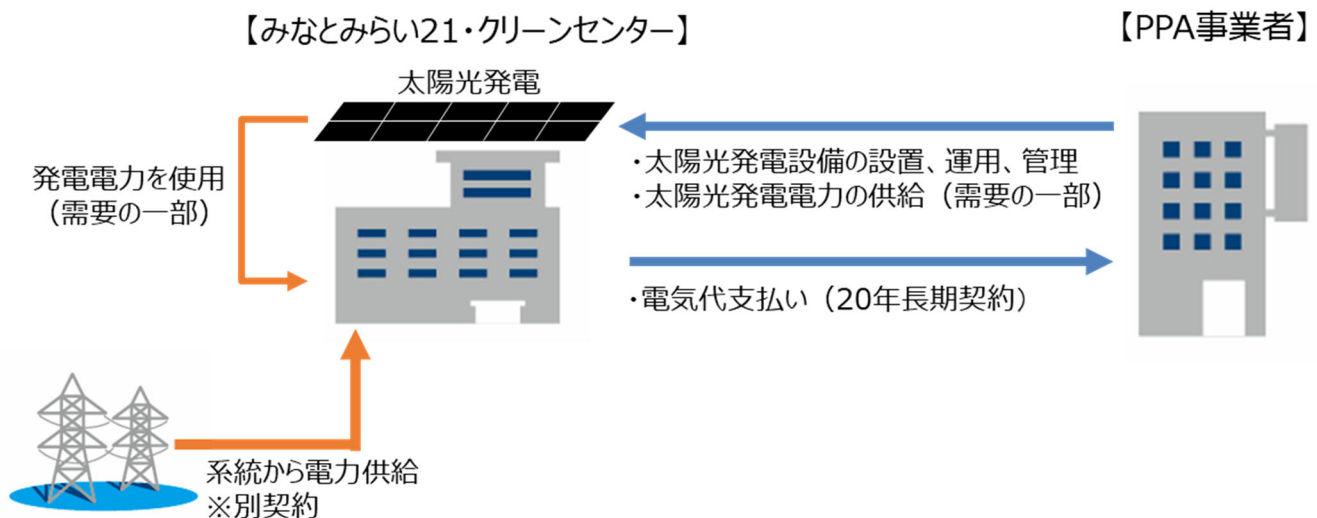 【みなとみらい21・クリーンセンター】
【PPA事業者】
太陽光発電
発電電力を使用
（需要の一部）
・太陽光発電設備の設置、運用、管理
・太陽光発電電力の供給（需要の一部）
・電気代支払い（20年長期契約）
系統から電力供給
※別契約